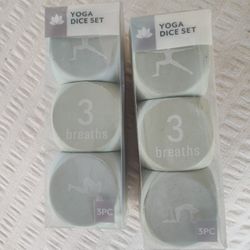 YOGA
DICE SET
3
breaths
3PC
YOGA
DICE SET
3
breaths
3PC